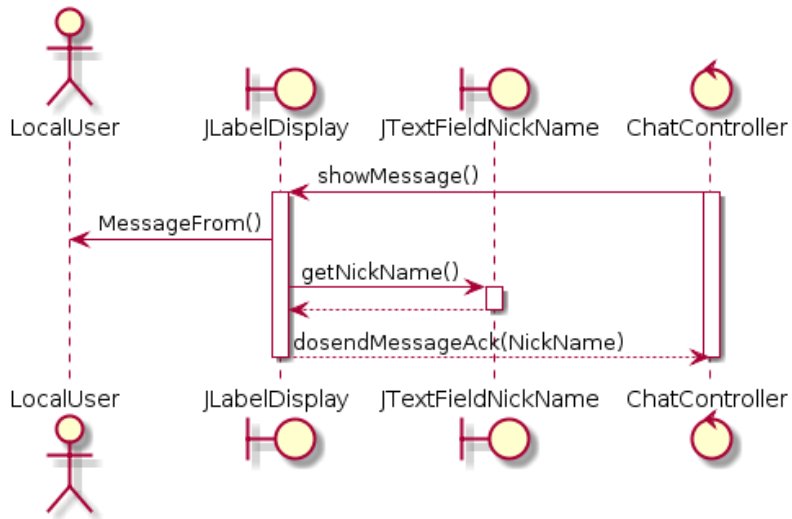 LocalUser
JLabelDisplay
JTextFieldNickName
ChatController
showMessage()
MessageFrom()
getNickName()
dosendMessageAck(NickName)
LocalUser
JLabelDisplay
JTextFieldNickName
ChatController